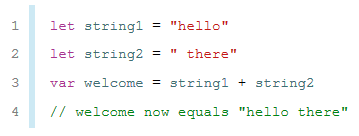 1 let string1 = "hello"
2 let string2 = " there"
3 var welcome = string1 + string2
4 // welcome now equals "hello there"